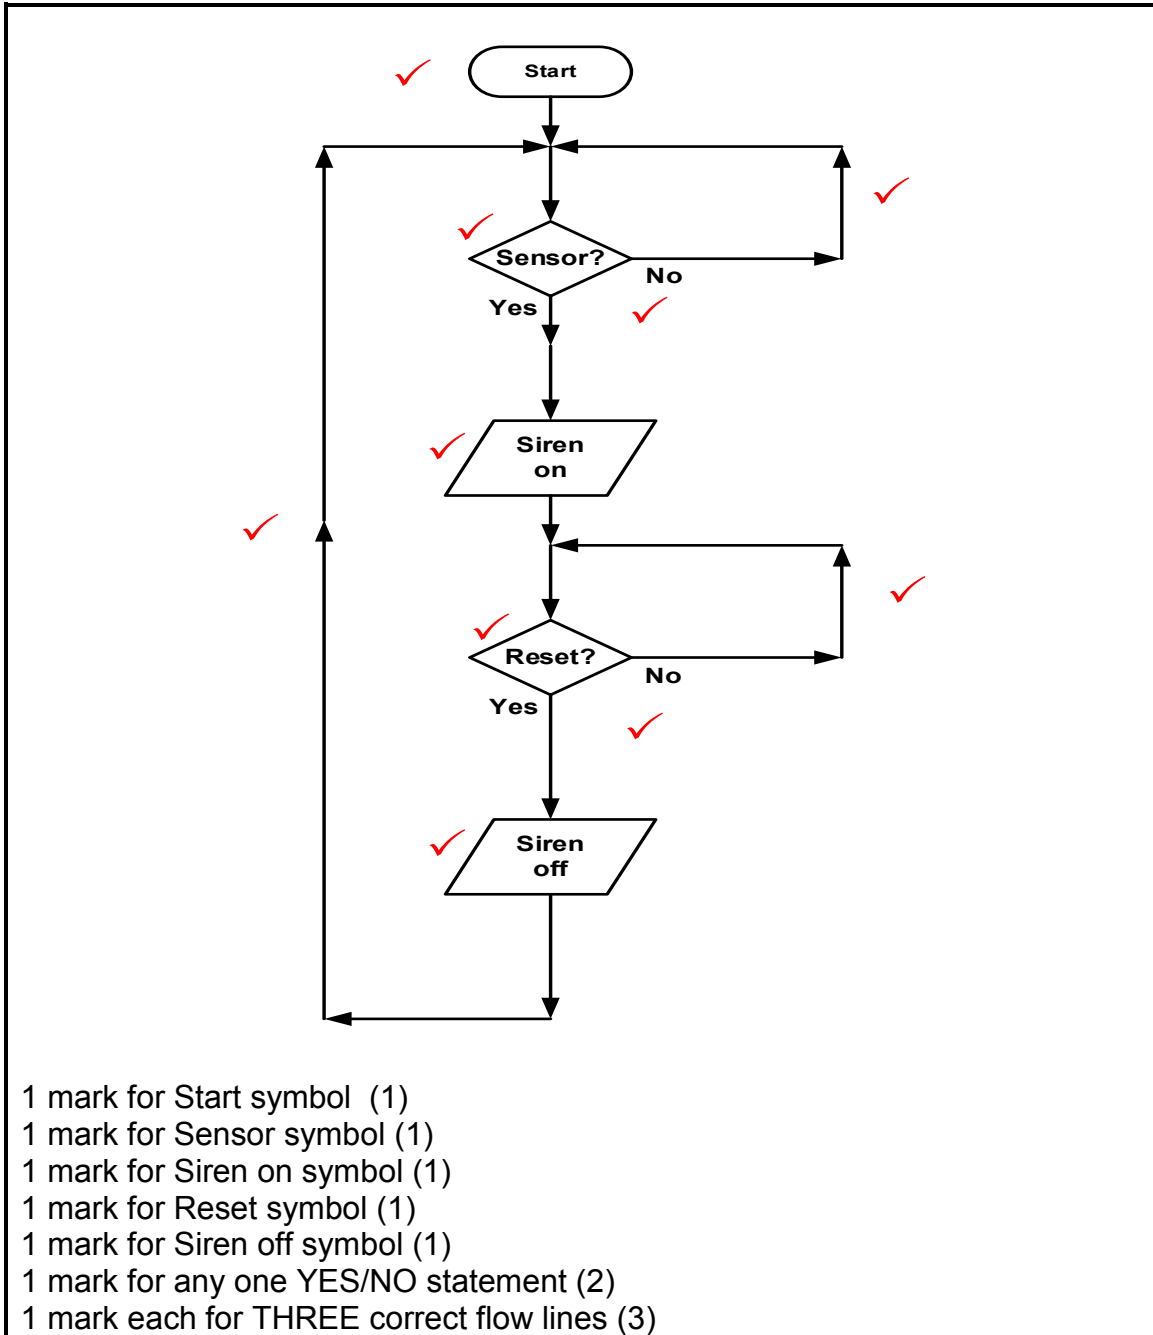 Start
Sensor?
No
Yes
Siren
on
Reset?
No
Yes
Siren
off
1 mark for Start symbol  (1)
1 mark for Sensor symbol (1)
1 mark for Siren on symbol (1)
1 mark for Reset symbol (1)
1 mark for Siren off symbol (1)
1 mark for any one YES/NO statement (2)
1 mark each for THREE correct flow lines (3)